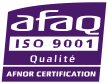 afaq
ISO 9001
Qualité
AFNOR CERTIFICATION